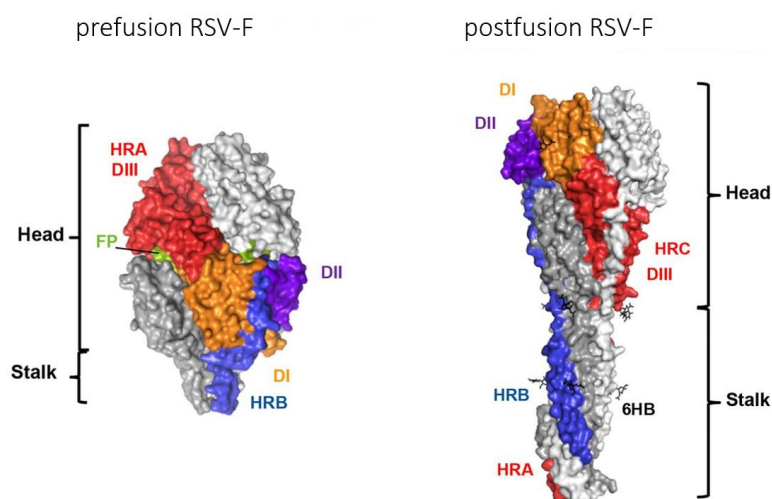 prefusion RSV-F
postfusion RSV-F
HRA
DIII
Head
FP
DII
Stalk
DI
HRB
DI
DII
Head
HRC
DIII
HRB
6HB
Stalk
HRA